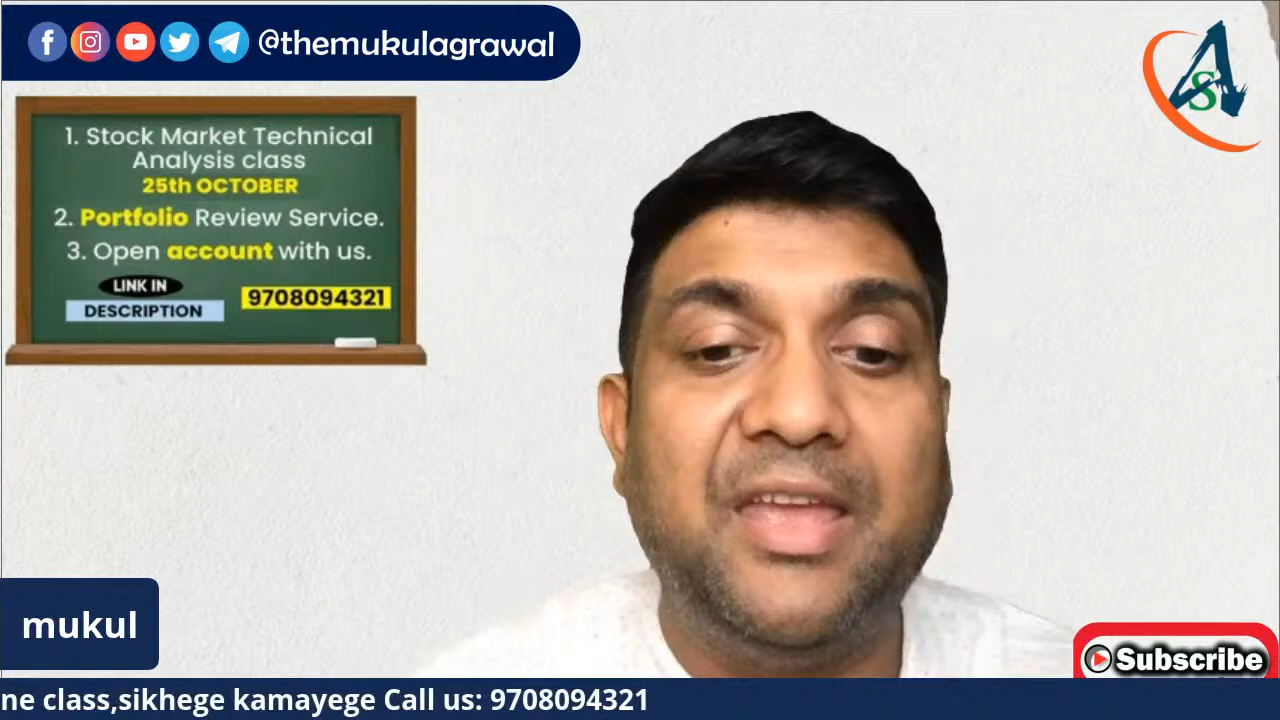 @themukulagrawal
1. Stock Market Technical
Analysis class
25th OCTOBER
2. Portfolio Review Service.
3. Open account with us.
LINK IN
DESCRIPTION
9708094321
AS
mukul
Subscribe
ne class,sikhege kamayege Call us: 9708094321